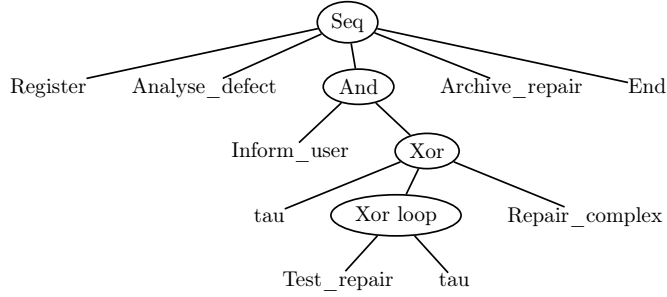 Seq
Register Analyse_defect And Archive_repair End
Inform_user Xor
tau Xor loop Repair_complex
Test_repair tau